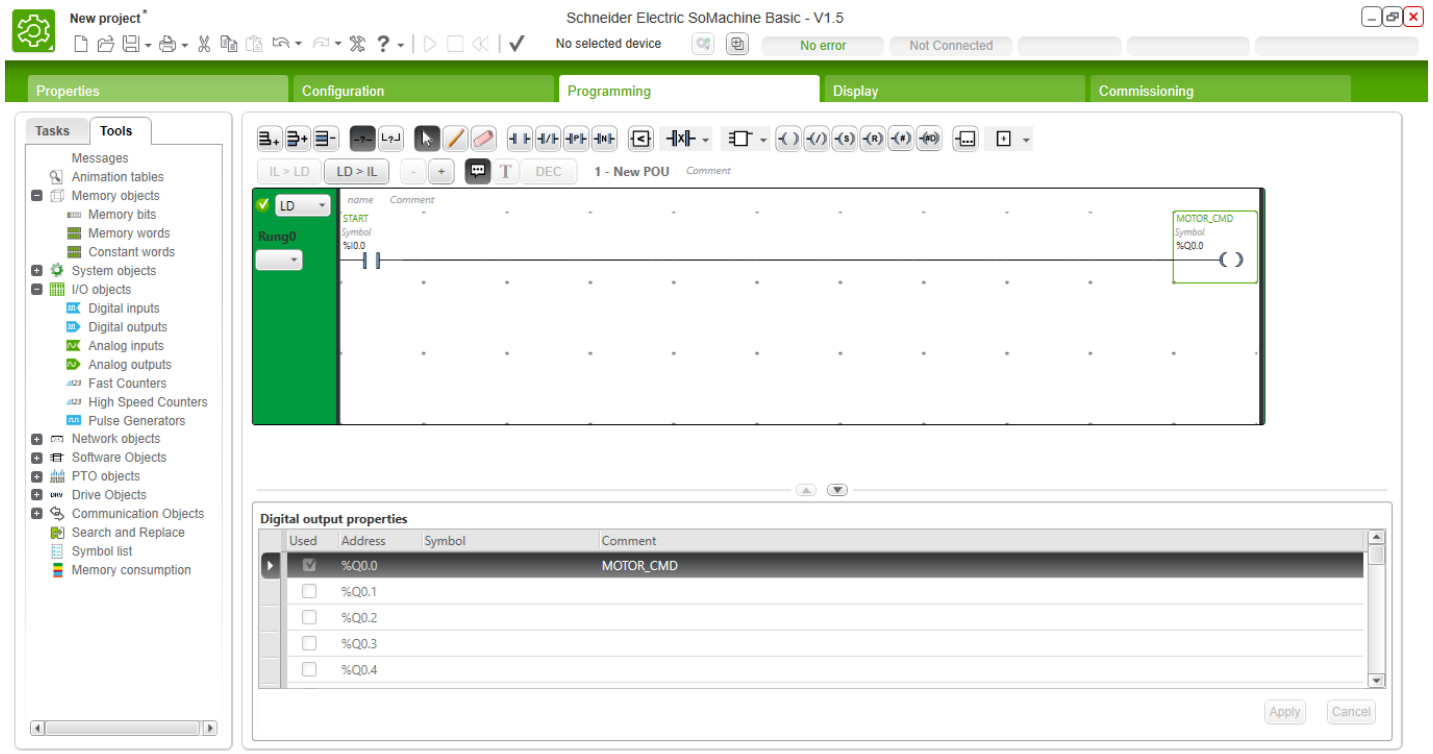 New project*
Schneider Electric SoMachine Basic - V1.5
No selected device
No error
Not Connected
Properties
Configuration
Programming
Display
Commissioning
Tasks
Tools
Messages
Animation tables
Memory objects
Memory bits
Memory words
Constant words
System objects
I/O objects
Digital inputs
Digital outputs
Analog inputs
Analog outputs
Fast Counters
High Speed Counters
Pulse Generators
Network objects
Software Objects
PTO objects
Drive Objects
Communication Objects
Search and Replace
Symbol list
Memory consumption
IL > LD
LD > IL
-
+
T
DEC
1 - New POU
Comment
LD
name Comment
Rung0
START
Symbol
%I0.0
MOTOR_CMD
Symbol
%Q0.0
Digital output properties
Used Address Symbol Comment
%Q0.0 MOTOR_CMD
%Q0.1
%Q0.2
%Q0.3
%Q0.4
Apply
Cancel